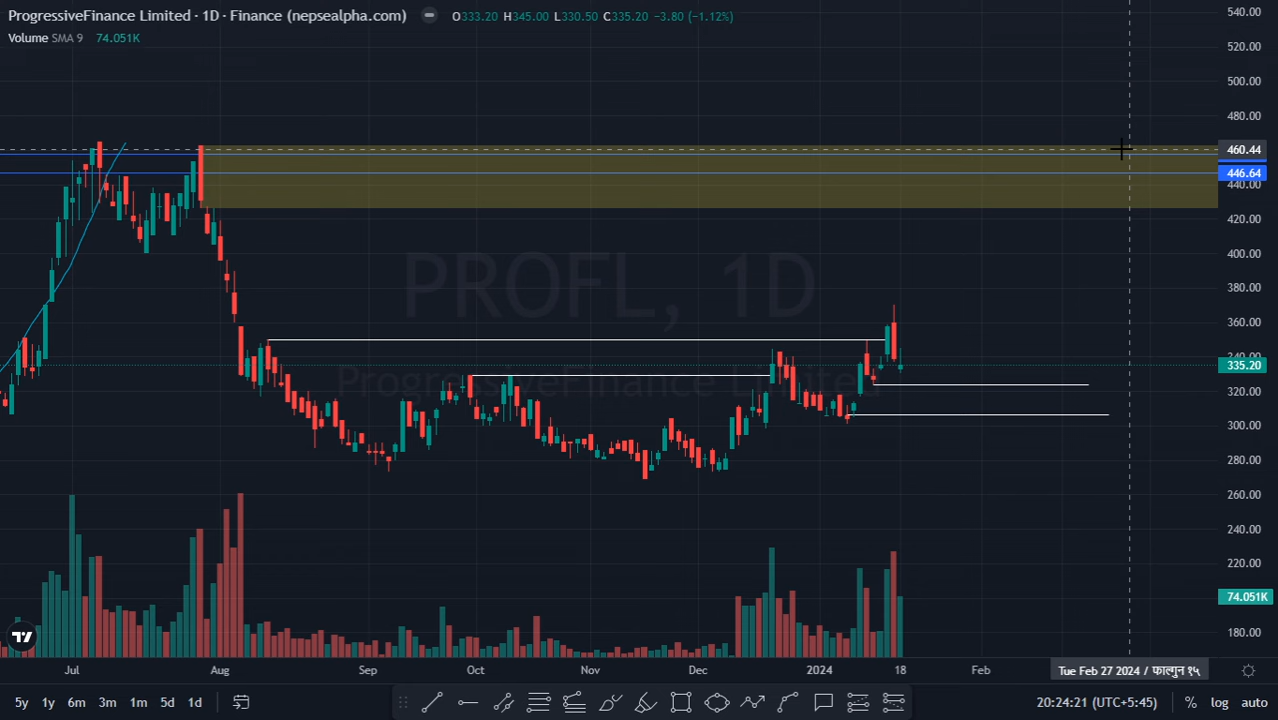 ProgressiveFinance Limited · 1D · Finance (nepsealpha.com) O333.20 H345.00 L330.50 C335.20 -3.80 (-1.12%)
Volume SMA 9 74.051K
PROFL, 1D
ProgressiveFinance Limited
540.00
520.00
500.00
480.00
460.44
446.64
440.00
420.00
400.00
380.00
360.00
340.00
335.20
320.00
300.00
280.00
260.00
240.00
220.00
74.051K
180.00
Jul Aug Sep Oct Nov Dec 2024 18 Feb Tue Feb 27 2024 / फाल्गुन १५
5y 1y 6m 3m 1m 5d 1d 20:24:21 (UTC+5:45) % log auto